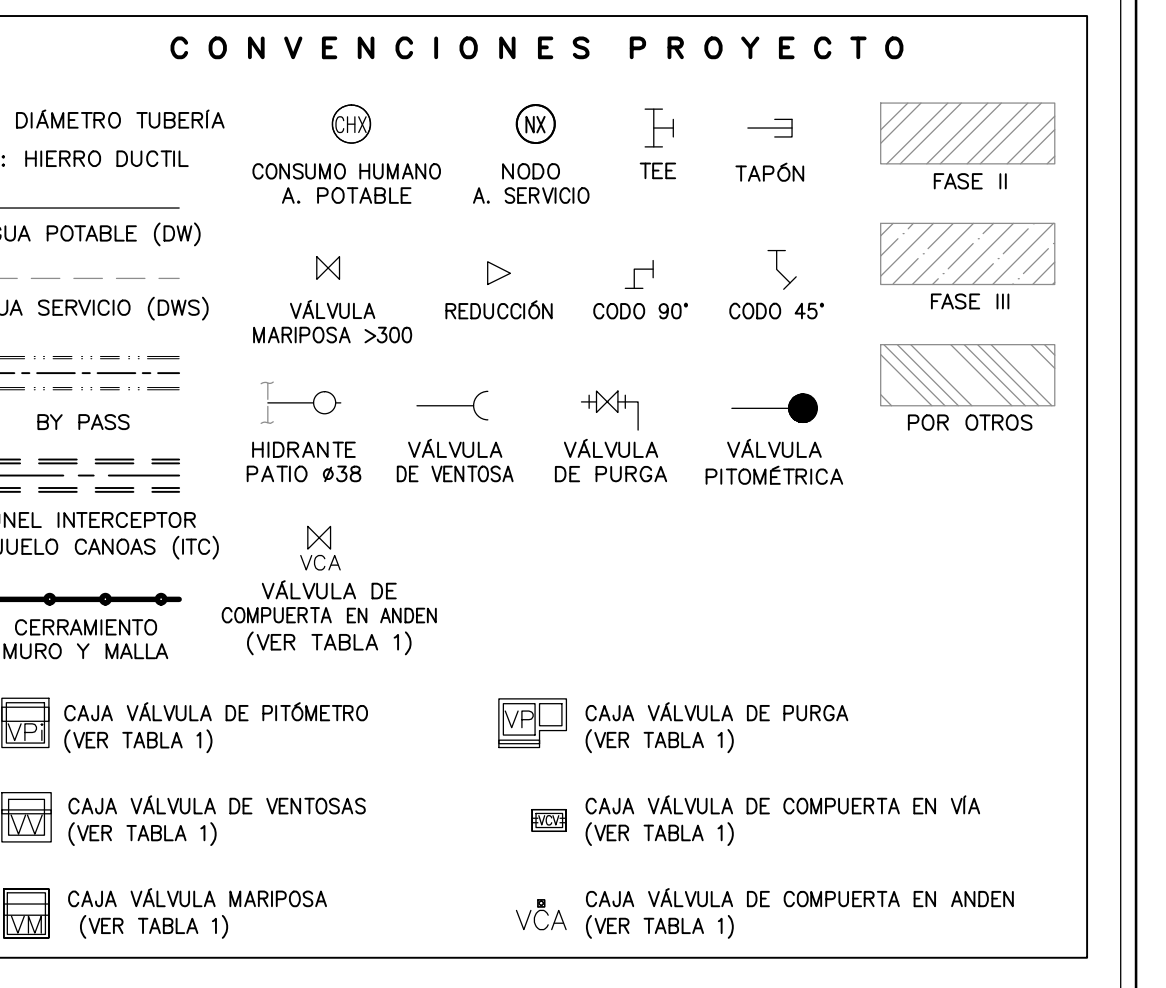 CONVENCIONES PROYECTO
DIÁMETRO TUBERÍA
: HIERRO DUCTIL
POTABLE (DW)
SERVICIO (DWS)
BY PASS
INTERCEPTOR
CANOAS (ITC)
CERRAMIENTO
MURO Y MALLA
CHX
CONSUMO HUMANO
A. POTABLE
NX
NODO
A. SERVICIO
TEE
TAPÓN
FASE II
VÁLVULA
MARIPOSA >300
REDUCCIÓN
CODO 90°
CODO 45°
FASE III
HIDRANTE
PATIO ø38
VÁLVULA
DE VENTOSA
VÁLVULA
DE PURGA
VÁLVULA
PITOMÉTRICA
POR OTROS
VCA
VÁLVULA DE
COMPUERTA EN ANDEN
(VER TABLA 1)
VPi
CAJA VÁLVULA DE PITÓMETRO
(VER TABLA 1)
VP
CAJA VÁLVULA DE PURGA
(VER TABLA 1)
VV
CAJA VÁLVULA DE VENTOSAS
(VER TABLA 1)
VCV
CAJA VÁLVULA DE COMPUERTA EN VÍA
(VER TABLA 1)
VM
CAJA VÁLVULA MARIPOSA
(VER TABLA 1)
VCA
CAJA VÁLVULA DE COMPUERTA EN ANDEN
(VER TABLA 1)